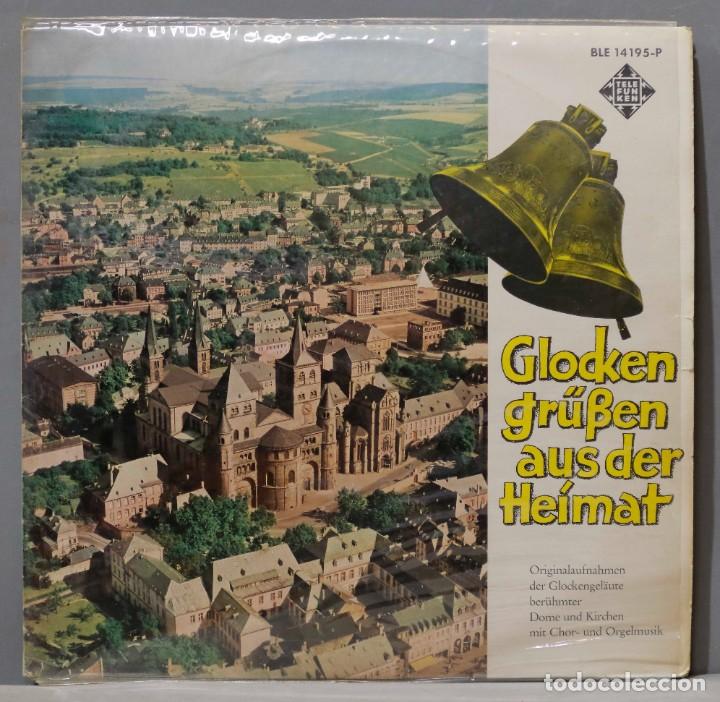 BLE 14195-P
TELE
FUN
KEN
Glocken
grüßen
aus der
Heimat
Originalaufnahmen
der Glockengeläute
berühmter
Dome und Kirchen
mit Chor- und Orgelmusik
todocoleccion.net